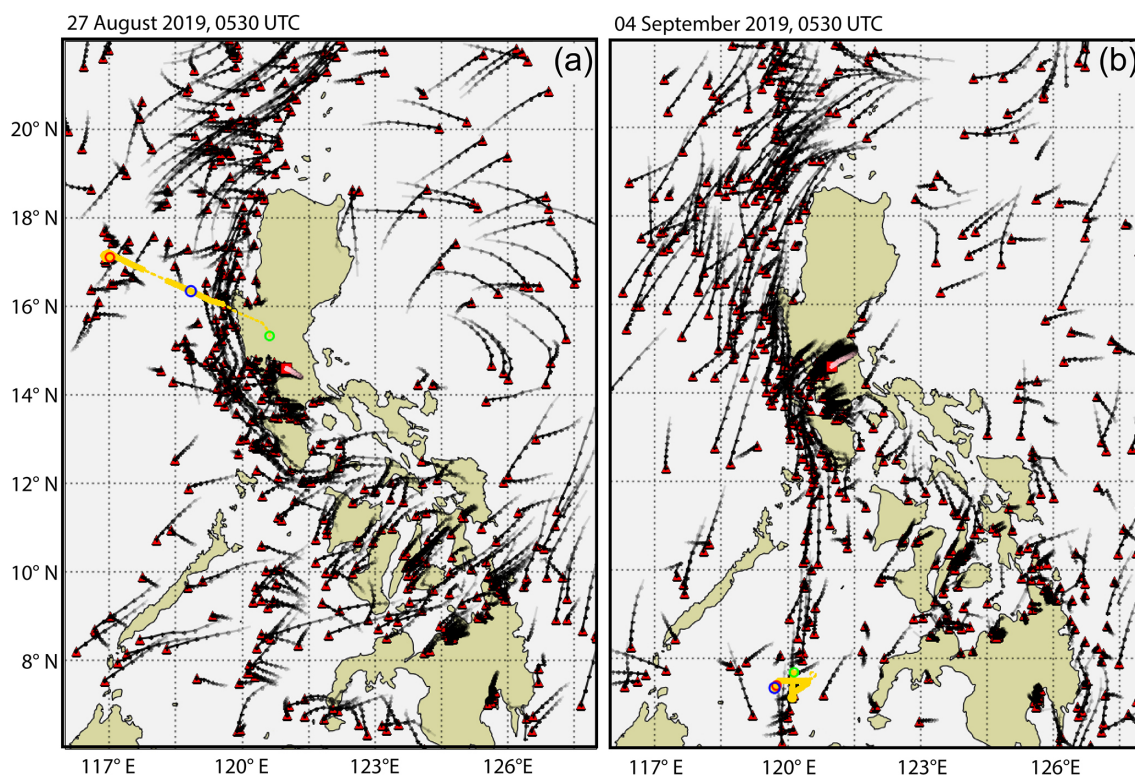 27 August 2019, 0530 UTC
04 September 2019, 0530 UTC
(a)
(b)
20° N
18° N
16° N
14° N
12° N
10° N
8° N
117° E
120° E
123° E
126° E
117° E
120° E
123° E
126° E